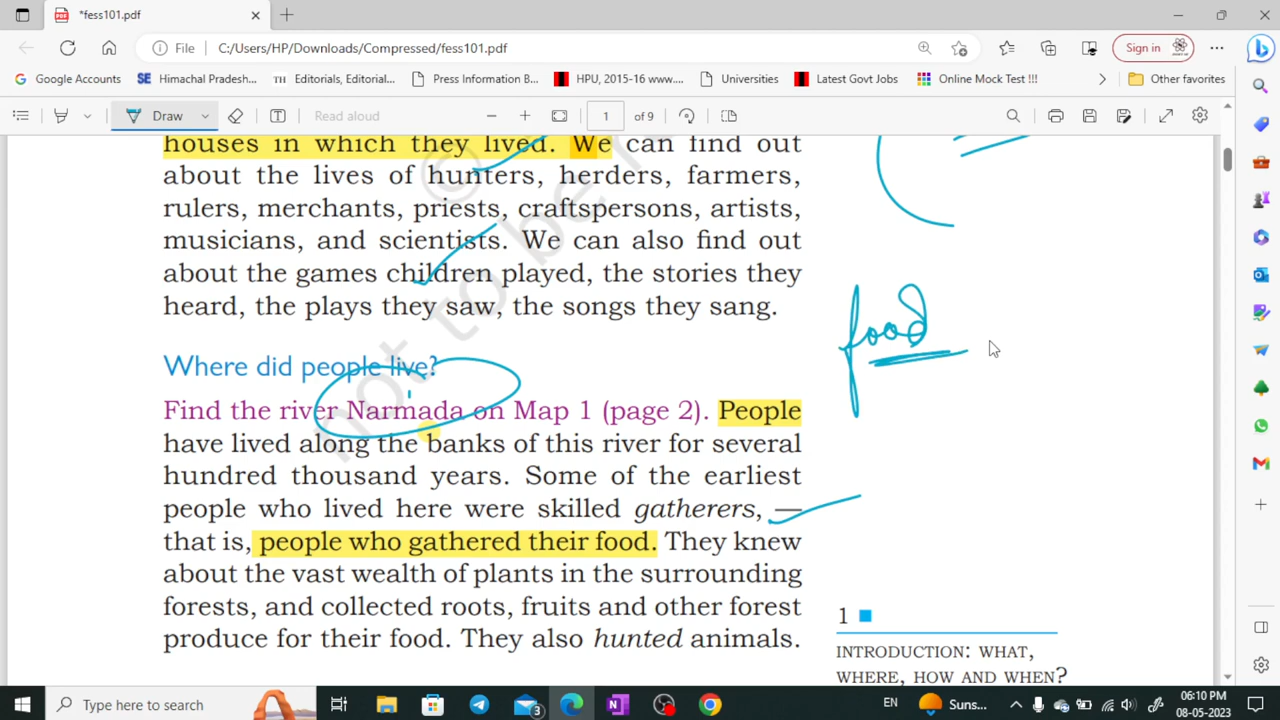 *fess101.pdf
File
C:/Users/HP/Downloads/Compressed/fess101.pdf
Sign in
Google Accounts
SE Himachal Pradesh...
TH Editorials, Editorial...
Press Information B...
HPU, 2015-16 www....
Universities
Latest Govt Jobs
Online Mock Test !!!
Other favorites
Draw
Read aloud
1 of 9
houses in which they lived. We can find out
about the lives of hunters, herders, farmers,
rulers, merchants, priests, craftspersons, artists,
musicians, and scientists. We can also find out
about the games children played, the stories they
heard, the plays they saw, the songs they sang.
food
Where did people live?
Find the river Narmada on Map 1 (page 2). People
have lived along the banks of this river for several
hundred thousand years. Some of the earliest
people who lived here were skilled gatherers, —
that is, people who gathered their food. They knew
about the vast wealth of plants in the surrounding
forests, and collected roots, fruits and other forest
produce for their food. They also hunted animals.
1
INTRODUCTION: WHAT,
WHERE, HOW AND WHEN?
© not to be r
Type here to search
3
EN
Suns...
06:10 PM
08-05-2023